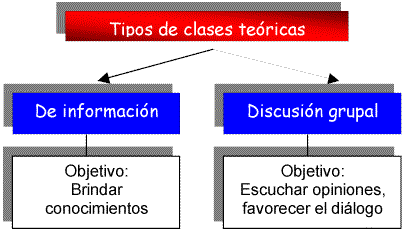 Tipos de clases teóricas
De información
Discusión grupal
Objetivo:
Brindar
conocimientos
Objetivo:
Escuchar opiniones,
favorecer el diálogo